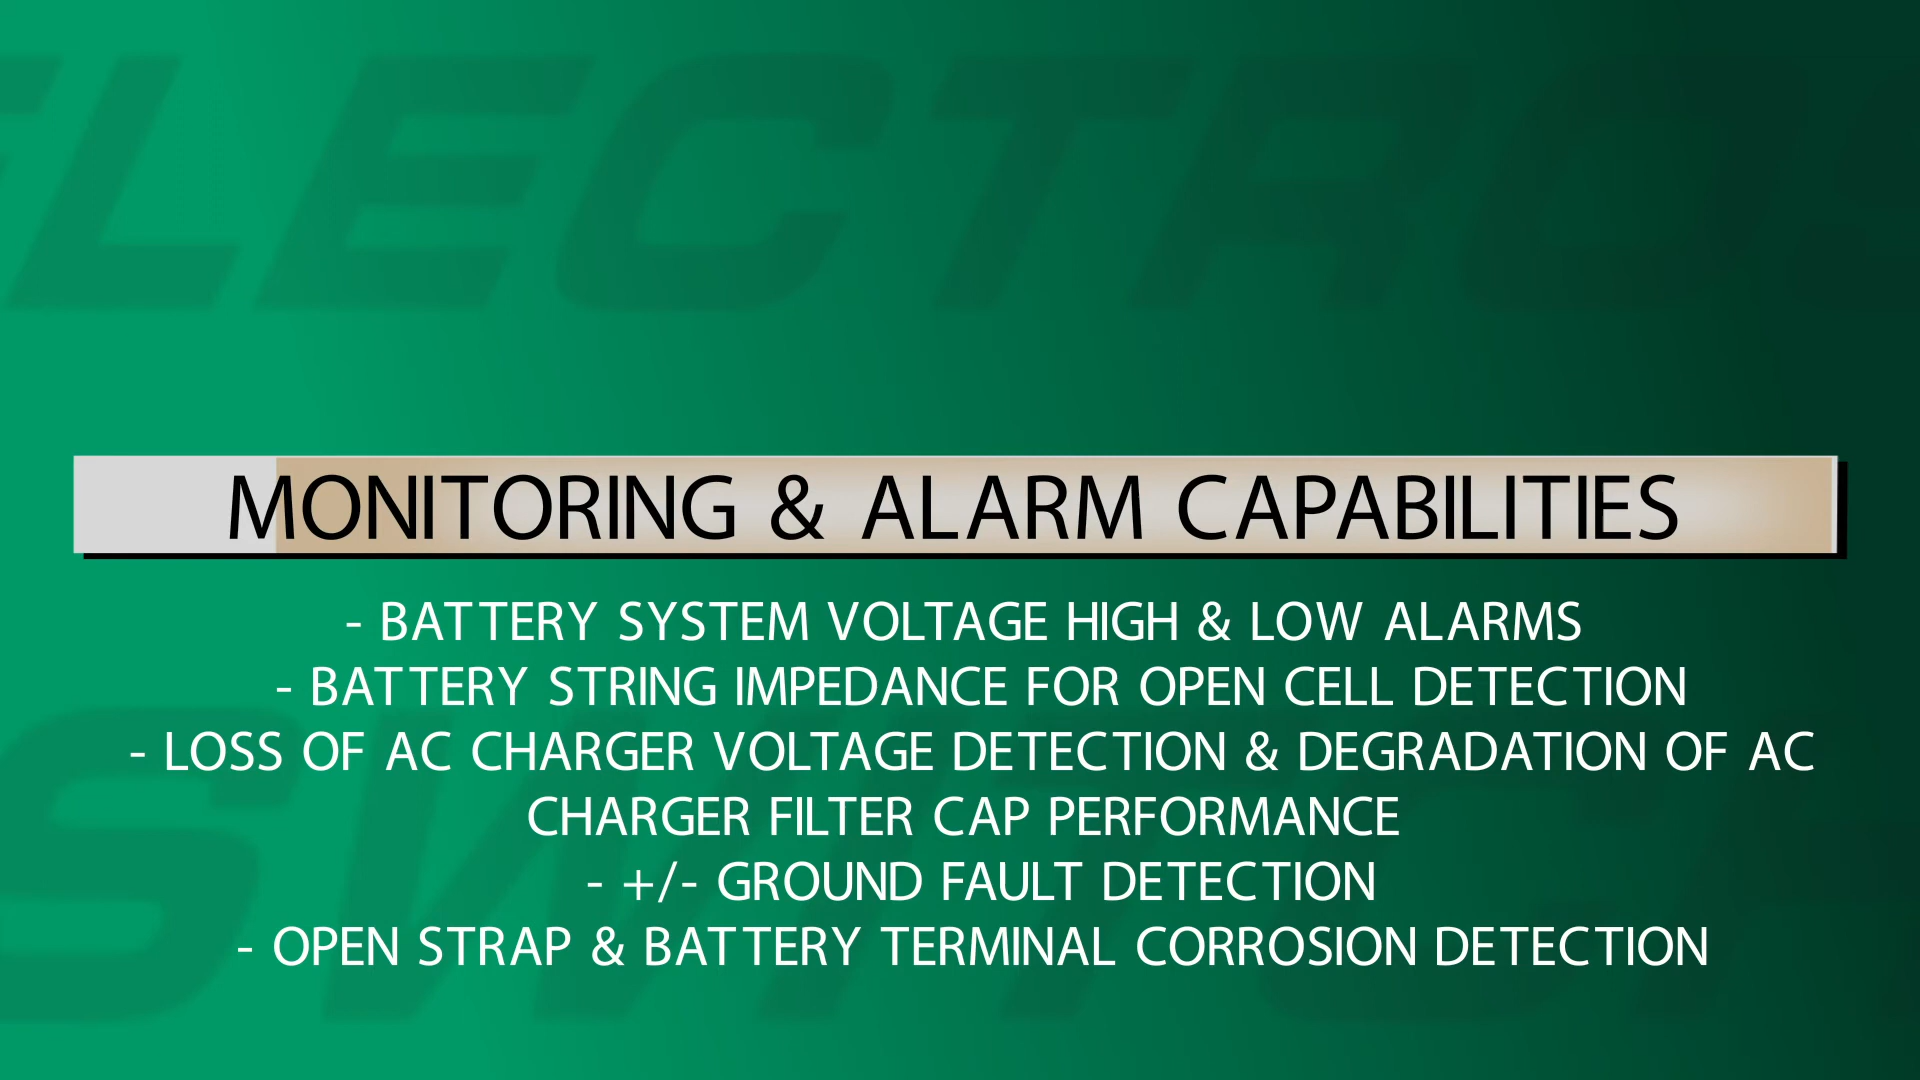 ELECTRO
SWITCH
MONITORING & ALARM CAPABILITIES
- BATTERY SYSTEM VOLTAGE HIGH & LOW ALARMS
- BATTERY STRING IMPEDANCE FOR OPEN CELL DETECTION
- LOSS OF AC CHARGER VOLTAGE DETECTION & DEGRADATION OF AC
CHARGER FILTER CAP PERFORMANCE
- +/- GROUND FAULT DETECTION
- OPEN STRAP & BATTERY TERMINAL CORROSION DETECTION